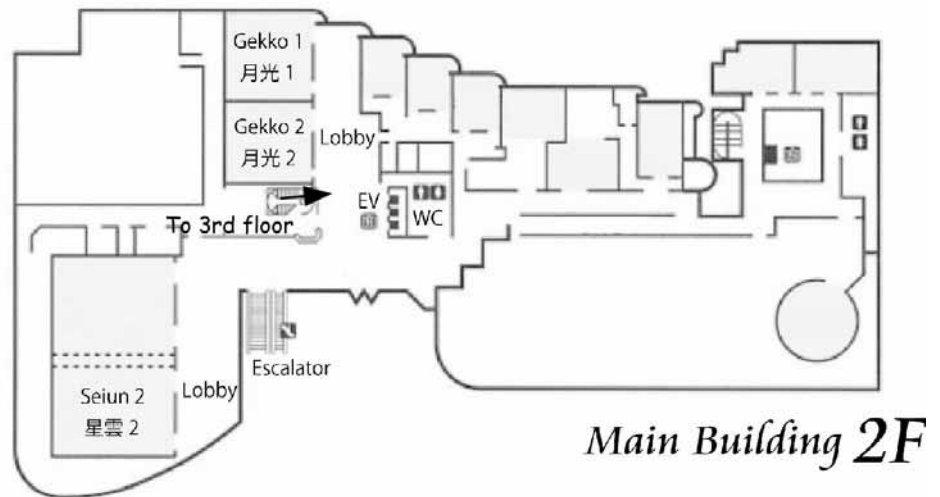 Gekko 1
月光 1
Gekko 2
月光 2
Lobby
EV
WC
To 3rd floor
Escalator
Seiun 2
星雲 2
Lobby
Main Building 2F